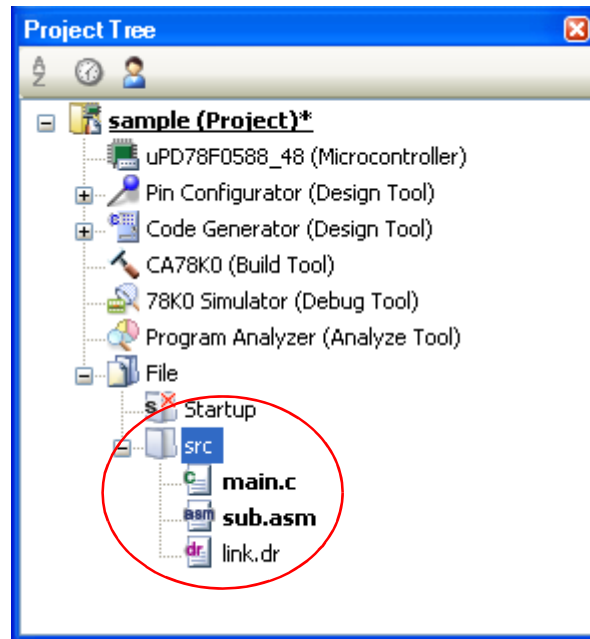 Project Tree
sample (Project)*
uPD78F0588_48 (Microcontroller)
Pin Configurator (Design Tool)
Code Generator (Design Tool)
CA78K0 (Build Tool)
78K0 Simulator (Debug Tool)
Program Analyzer (Analyze Tool)
File
Startup
src
main.c
sub.asm
link.dr